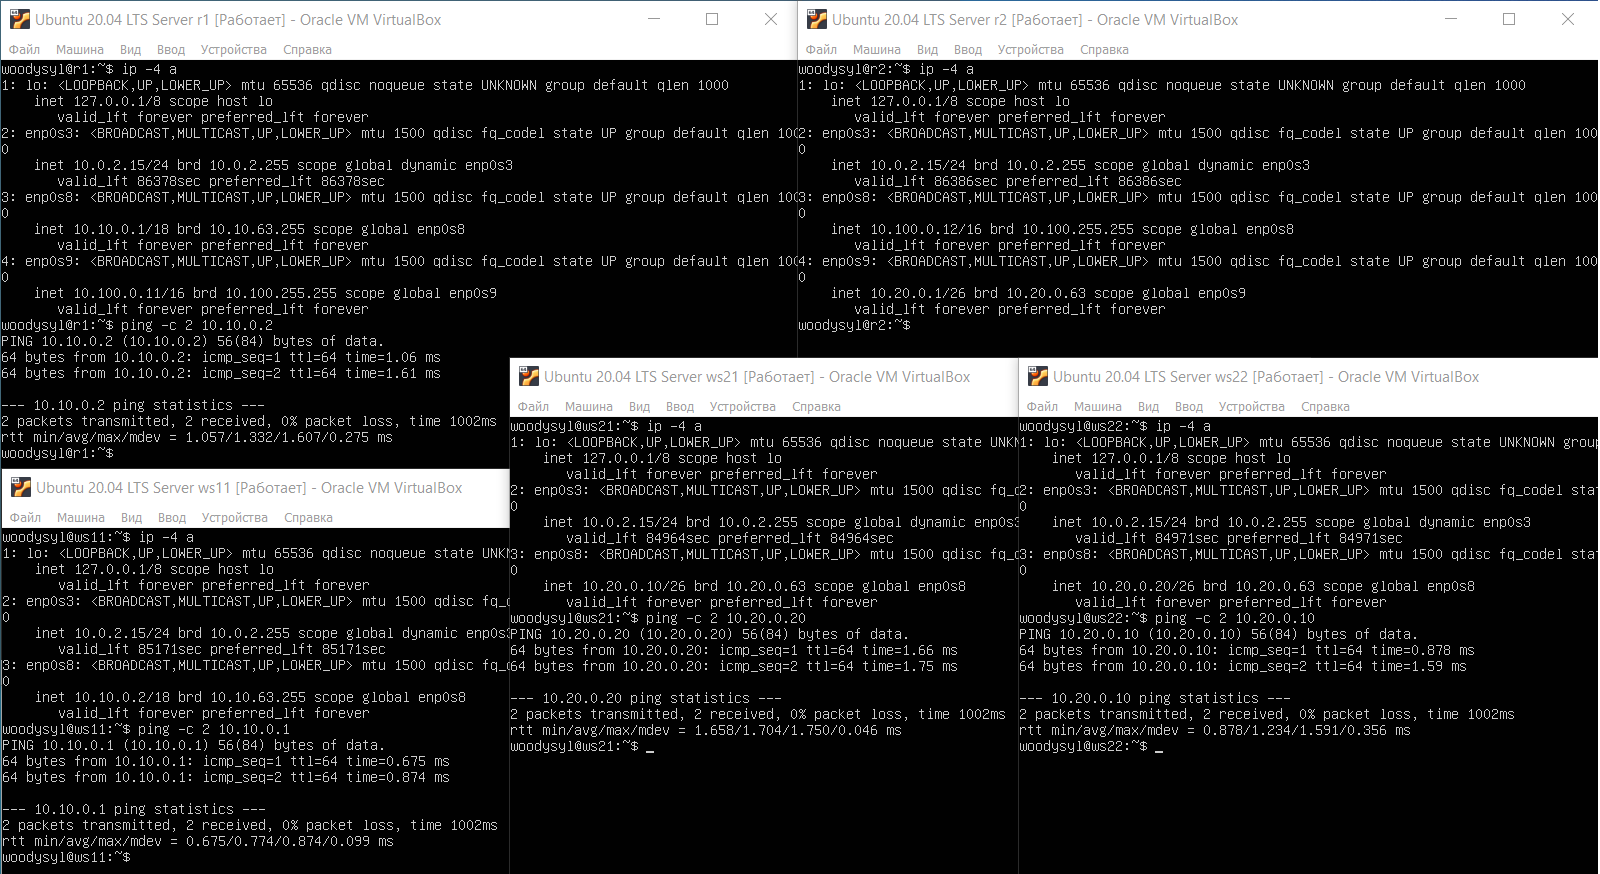 Ubuntu 20.04 LTS Server r1 [Работает] - Oracle VM VirtualBox
Файл Машина Вид Ввод Устройства Справка
woodysyl@r1:~$ ip -4 a
1: lo: <LOOPBACK,UP,LOWER_UP> mtu 65536 qdisc noqueue state UNKNOWN group default qlen 1000
inet 127.0.0.1/8 scope host lo
valid_lft forever preferred_lft forever
2: enp0s3: <BROADCAST,MULTICAST,UP,LOWER_UP> mtu 1500 qdisc fq_codel state UP group default qlen 100
0
inet 10.0.2.15/24 brd 10.0.2.255 scope global dynamic enp0s3
valid_lft 86378sec preferred_lft 86378sec
3: enp0s8: <BROADCAST,MULTICAST,UP,LOWER_UP> mtu 1500 qdisc fq_codel state UP group default qlen 100
0
inet 10.10.0.1/18 brd 10.10.63.255 scope global enp0s8
valid_lft forever preferred_lft forever
4: enp0s9: <BROADCAST,MULTICAST,UP,LOWER_UP> mtu 1500 qdisc fq_codel state UP group default qlen 100
0
inet 10.100.0.11/16 brd 10.100.255.255 scope global enp0s9
valid_lft forever preferred_lft forever
woodysyl@r1:~$ ping -c 2 10.10.0.2
PING 10.10.0.2 (10.10.0.2) 56(84) bytes of data.
64 bytes from 10.10.0.2: icmp_seq=1 ttl=64 time=1.06 ms
64 bytes from 10.10.0.2: icmp_seq=2 ttl=64 time=1.61 ms
--- 10.10.0.2 ping statistics ---
2 packets transmitted, 2 received, 0% packet loss, time 1002ms
rtt min/avg/max/mdev = 1.057/1.332/1.607/0.275 ms
woodysyl@r1:~$
Ubuntu 20.04 LTS Server r2 [Работает] - Oracle VM VirtualBox
Файл Машина Вид Ввод Устройства Справка
woodysyl@r2:~$ ip -4 a
1: lo: <LOOPBACK,UP,LOWER_UP> mtu 65536 qdisc noqueue state UNKNOWN group default qlen 1000
inet 127.0.0.1/8 scope host lo
valid_lft forever preferred_lft forever
2: enp0s3: <BROADCAST,MULTICAST,UP,LOWER_UP> mtu 1500 qdisc fq_codel state UP group default qlen 100
0
inet 10.0.2.15/24 brd 10.0.2.255 scope global dynamic enp0s3
valid_lft 86386sec preferred_lft 86386sec
3: enp0s8: <BROADCAST,MULTICAST,UP,LOWER_UP> mtu 1500 qdisc fq_codel state UP group default qlen 100
0
inet 10.100.0.12/16 brd 10.100.255.255 scope global enp0s8
valid_lft forever preferred_lft forever
4: enp0s9: <BROADCAST,MULTICAST,UP,LOWER_UP> mtu 1500 qdisc fq_codel state UP group default qlen 100
0
inet 10.20.0.1/26 brd 10.20.0.63 scope global enp0s9
valid_lft forever preferred_lft forever
woodysyl@r2:~$
Ubuntu 20.04 LTS Server ws11 [Работает] - Oracle VM VirtualBox
Файл Машина Вид Ввод Устройства Справка
woodysyl@ws11:~$ ip -4 a
1: lo: <LOOPBACK,UP,LOWER_UP> mtu 65536 qdisc noqueue state UNK
inet 127.0.0.1/8 scope host lo
valid_lft forever preferred_lft forever
2: enp0s3: <BROADCAST,MULTICAST,UP,LOWER_UP> mtu 1500 qdisc fq_c
0
inet 10.0.2.15/24 brd 10.0.2.255 scope global dynamic enp0s3
valid_lft 85171sec preferred_lft 85171sec
3: enp0s8: <BROADCAST,MULTICAST,UP,LOWER_UP> mtu 1500 qdisc fq_c
0
inet 10.10.0.2/18 brd 10.10.63.255 scope global enp0s8
valid_lft forever preferred_lft forever
woodysyl@ws11:~$ ping -c 2 10.10.0.1
PING 10.10.0.1 (10.10.0.1) 56(84) bytes of data.
64 bytes from 10.10.0.1: icmp_seq=1 ttl=64 time=0.675 ms
64 bytes from 10.10.0.1: icmp_seq=2 ttl=64 time=0.874 ms
--- 10.10.0.1 ping statistics ---
2 packets transmitted, 2 received, 0% packet loss, time 1002ms
rtt min/avg/max/mdev = 0.675/0.774/0.874/0.099 ms
woodysyl@ws11:~$
Ubuntu 20.04 LTS Server ws21 [Работает] - Oracle VM VirtualBox
Файл Машина Вид Ввод Устройства Справка
woodysyl@ws21:~$ ip -4 a
1: lo: <LOOPBACK,UP,LOWER_UP> mtu 65536 qdisc noqueue state UNKN
inet 127.0.0.1/8 scope host lo
valid_lft forever preferred_lft forever
2: enp0s3: <BROADCAST,MULTICAST,UP,LOWER_UP> mtu 1500 qdisc fq_c
0
inet 10.0.2.15/24 brd 10.0.2.255 scope global dynamic enp0s3
valid_lft 84964sec preferred_lft 84964sec
3: enp0s8: <BROADCAST,MULTICAST,UP,LOWER_UP> mtu 1500 qdisc fq_c
0
inet 10.20.0.10/26 brd 10.20.0.63 scope global enp0s8
valid_lft forever preferred_lft forever
woodysyl@ws21:~$ ping -c 2 10.20.0.20
PING 10.20.0.20 (10.20.0.20) 56(84) bytes of data.
64 bytes from 10.20.0.20: icmp_seq=1 ttl=64 time=1.66 ms
64 bytes from 10.20.0.20: icmp_seq=2 ttl=64 time=1.75 ms
--- 10.20.0.20 ping statistics ---
2 packets transmitted, 2 received, 0% packet loss, time 1002ms
rtt min/avg/max/mdev = 1.658/1.704/1.750/0.046 ms
woodysyl@ws21:~$ _
Ubuntu 20.04 LTS Server ws22 [Работает] - Oracle VM VirtualBox
Файл Машина Вид Ввод Устройства Справка
woodysyl@ws22:~$ ip -4 a
1: lo: <LOOPBACK,UP,LOWER_UP> mtu 65536 qdisc noqueue state UNKNOWN grou
inet 127.0.0.1/8 scope host lo
valid_lft forever preferred_lft forever
2: enp0s3: <BROADCAST,MULTICAST,UP,LOWER_UP> mtu 1500 qdisc fq_codel stat
0
inet 10.0.2.15/24 brd 10.0.2.255 scope global dynamic enp0s3
valid_lft 84971sec preferred_lft 84971sec
3: enp0s8: <BROADCAST,MULTICAST,UP,LOWER_UP> mtu 1500 qdisc fq_codel stat
0
inet 10.20.0.20/26 brd 10.20.0.63 scope global enp0s8
valid_lft forever preferred_lft forever
woodysyl@ws22:~$ ping -c 2 10.20.0.10
PING 10.20.0.10 (10.20.0.10) 56(84) bytes of data.
64 bytes from 10.20.0.10: icmp_seq=1 ttl=64 time=0.878 ms
64 bytes from 10.20.0.10: icmp_seq=2 ttl=64 time=1.59 ms
--- 10.20.0.10 ping statistics ---
2 packets transmitted, 2 received, 0% packet loss, time 1002ms
rtt min/avg/max/mdev = 0.878/1.234/1.591/0.356 ms
woodysyl@ws22:~$ _